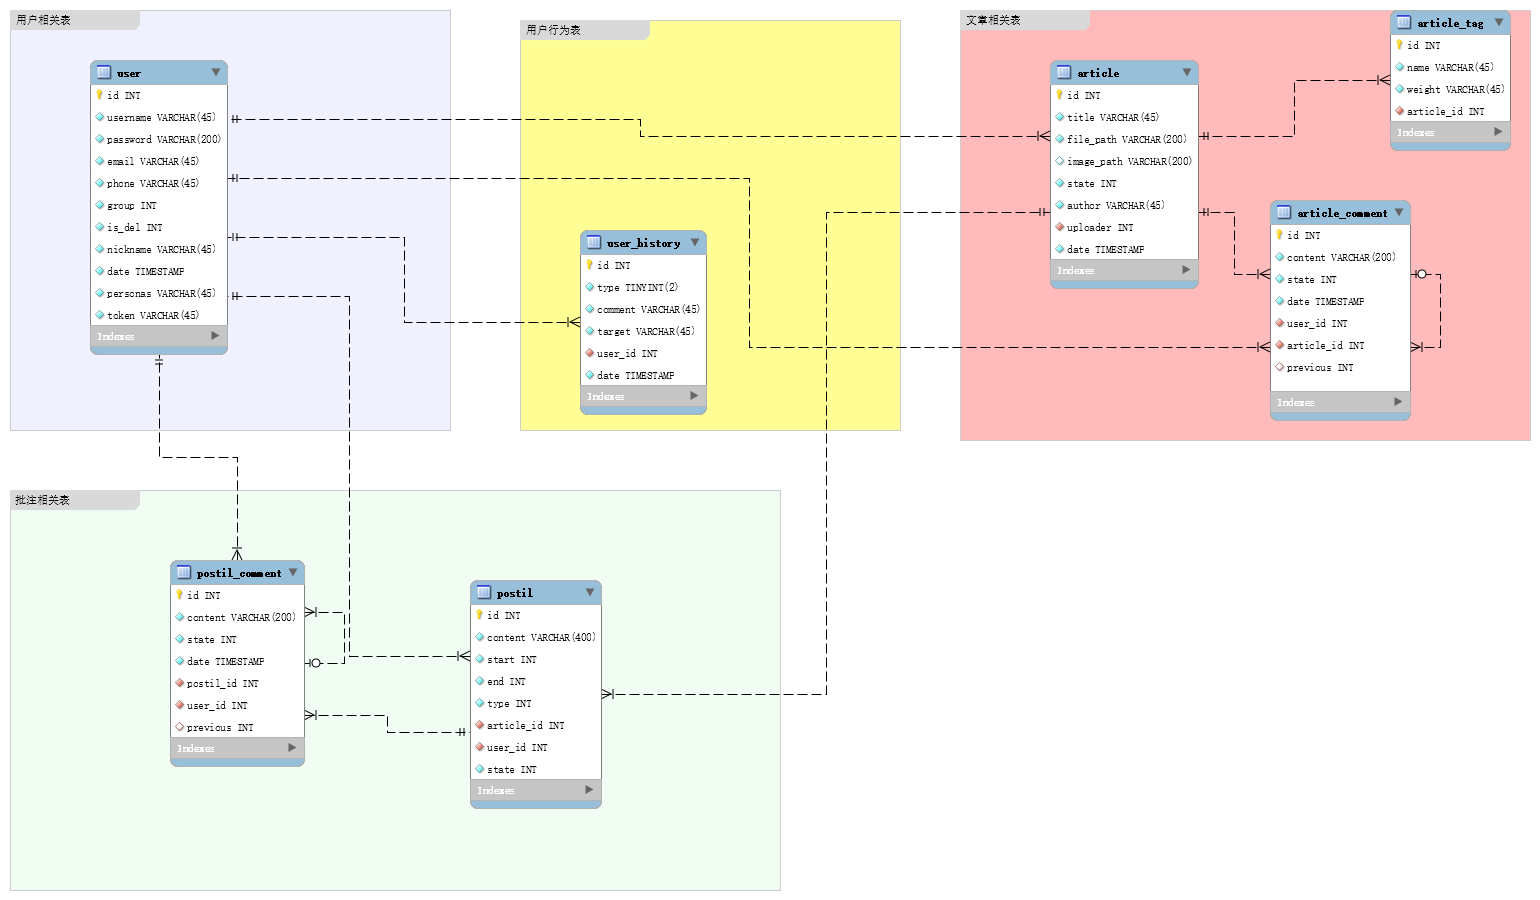 用户相关表
user
id INT
username VARCHAR(45)
password VARCHAR(200)
email VARCHAR(45)
phone VARCHAR(45)
group INT
is_del INT
nickname VARCHAR(45)
date TIMESTAMP
personas VARCHAR(45)
token VARCHAR(45)
Indexes
用户行为表
user_history
id INT
type TINYINT(2)
comment VARCHAR(45)
target VARCHAR(45)
user_id INT
date TIMESTAMP
Indexes
文章相关表
article
id INT
title VARCHAR(45)
file_path VARCHAR(200)
image_path VARCHAR(200)
state INT
author VARCHAR(45)
uploader INT
date TIMESTAMP
Indexes
article_tag
id INT
name VARCHAR(45)
weight VARCHAR(45)
article_id INT
Indexes
article_comment
id INT
content VARCHAR(200)
state INT
date TIMESTAMP
user_id INT
article_id INT
previous INT
Indexes
批注相关表
postil_comment
id INT
content VARCHAR(200)
state INT
date TIMESTAMP
postil_id INT
user_id INT
previous INT
Indexes
postil
id INT
content VARCHAR(400)
start INT
end INT
type INT
article_id INT
user_id INT
state INT
Indexes